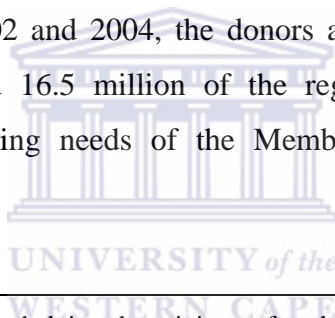 02 and 2004, the donors a
16.5 million of the reg
ing needs of the Memb
UNIVERSITY of the
WESTERN CAPE